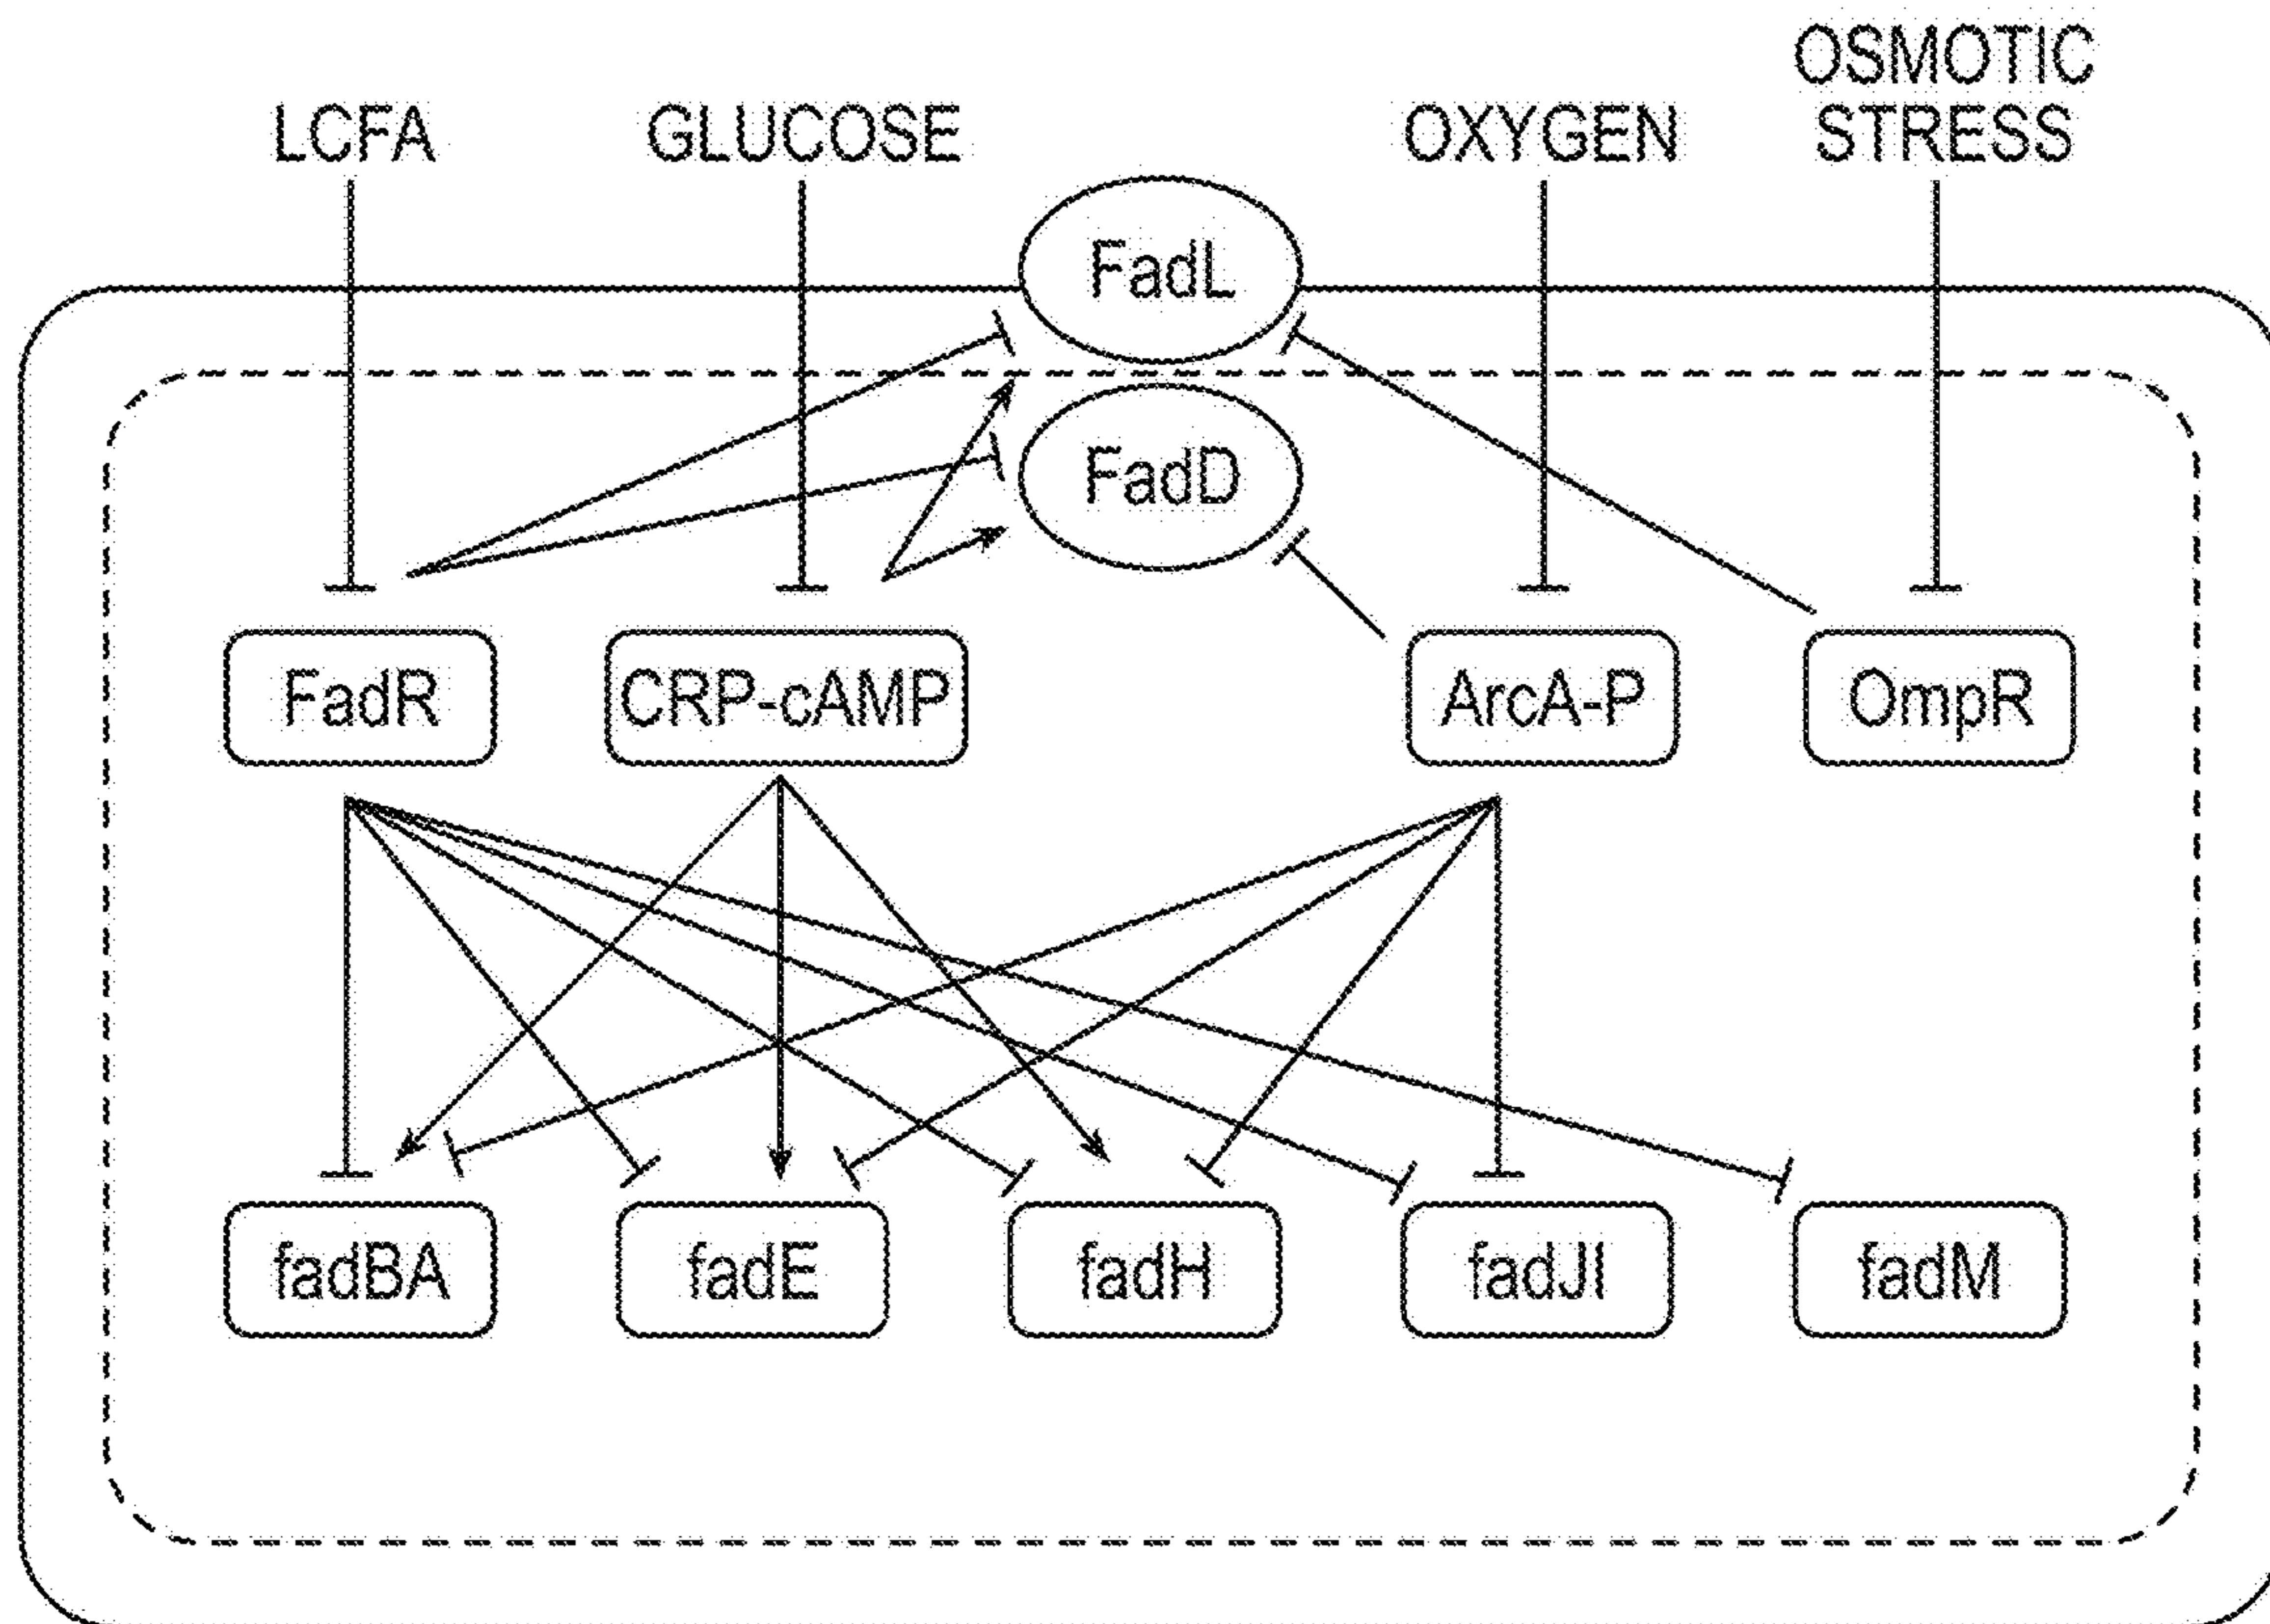 OSMOTIC
LCFA GLUCOSE OXYGEN STRESS
FadL
FadD
FadR CRP-cAMP ArcA-P OmpR
fadBA fadE fadH fadJI fadM